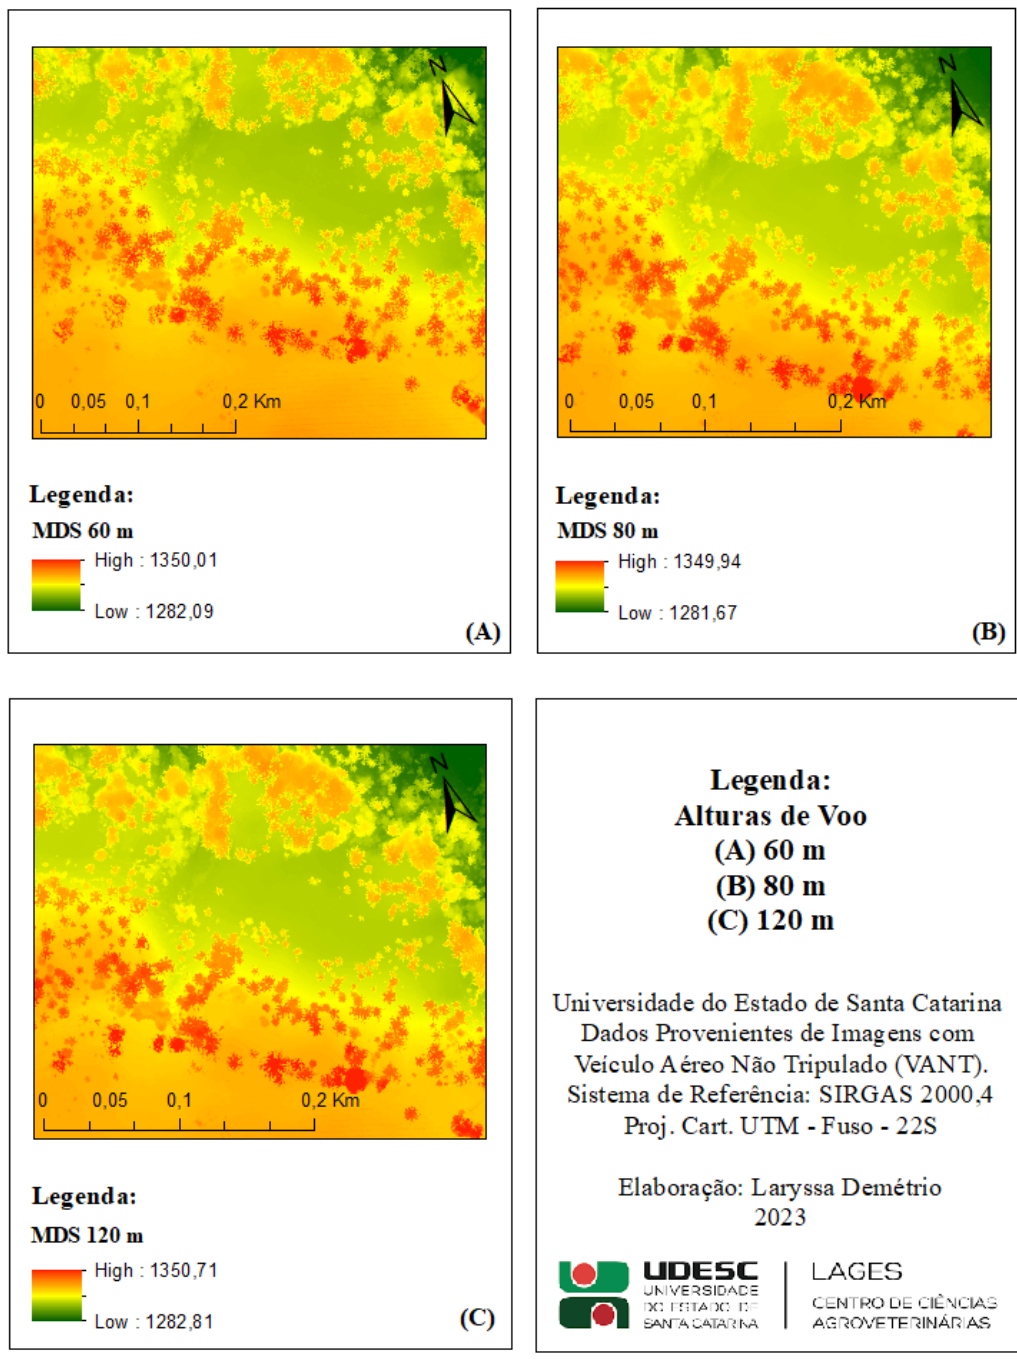 N
0 0,05 0,1 0,2 Km
Legenda:
MDS 60 m
High : 1350,01
Low : 1282,09
(A)
N
0 0,05 0,1 0,2 Km
Legenda:
MDS 80 m
High : 1349,94
Low : 1281,67
(B)
N
0 0,05 0,1 0,2 Km
Legenda:
MDS 120 m
High : 1350,71
Low : 1282,81
(C)
Legenda:
Alturas de Voo
(A) 60 m
(B) 80 m
(C) 120 m
Universidade do Estado de Santa Catarina
Dados Provenientes de Imagens com
Veículo Aéreo Não Tripulado (VANT).
Sistema de Referência: SIRGAS 2000,4
Proj. Cart. UTM - Fuso - 22S
Elaboração: Laryssa Demétrio
2023
UDESC
UNIVERSIDADE
DO ESTADO DE
SANTA CATARINA
LAGES
CENTRO DE CIÊNCIAS
AGROVETERINÁRIAS